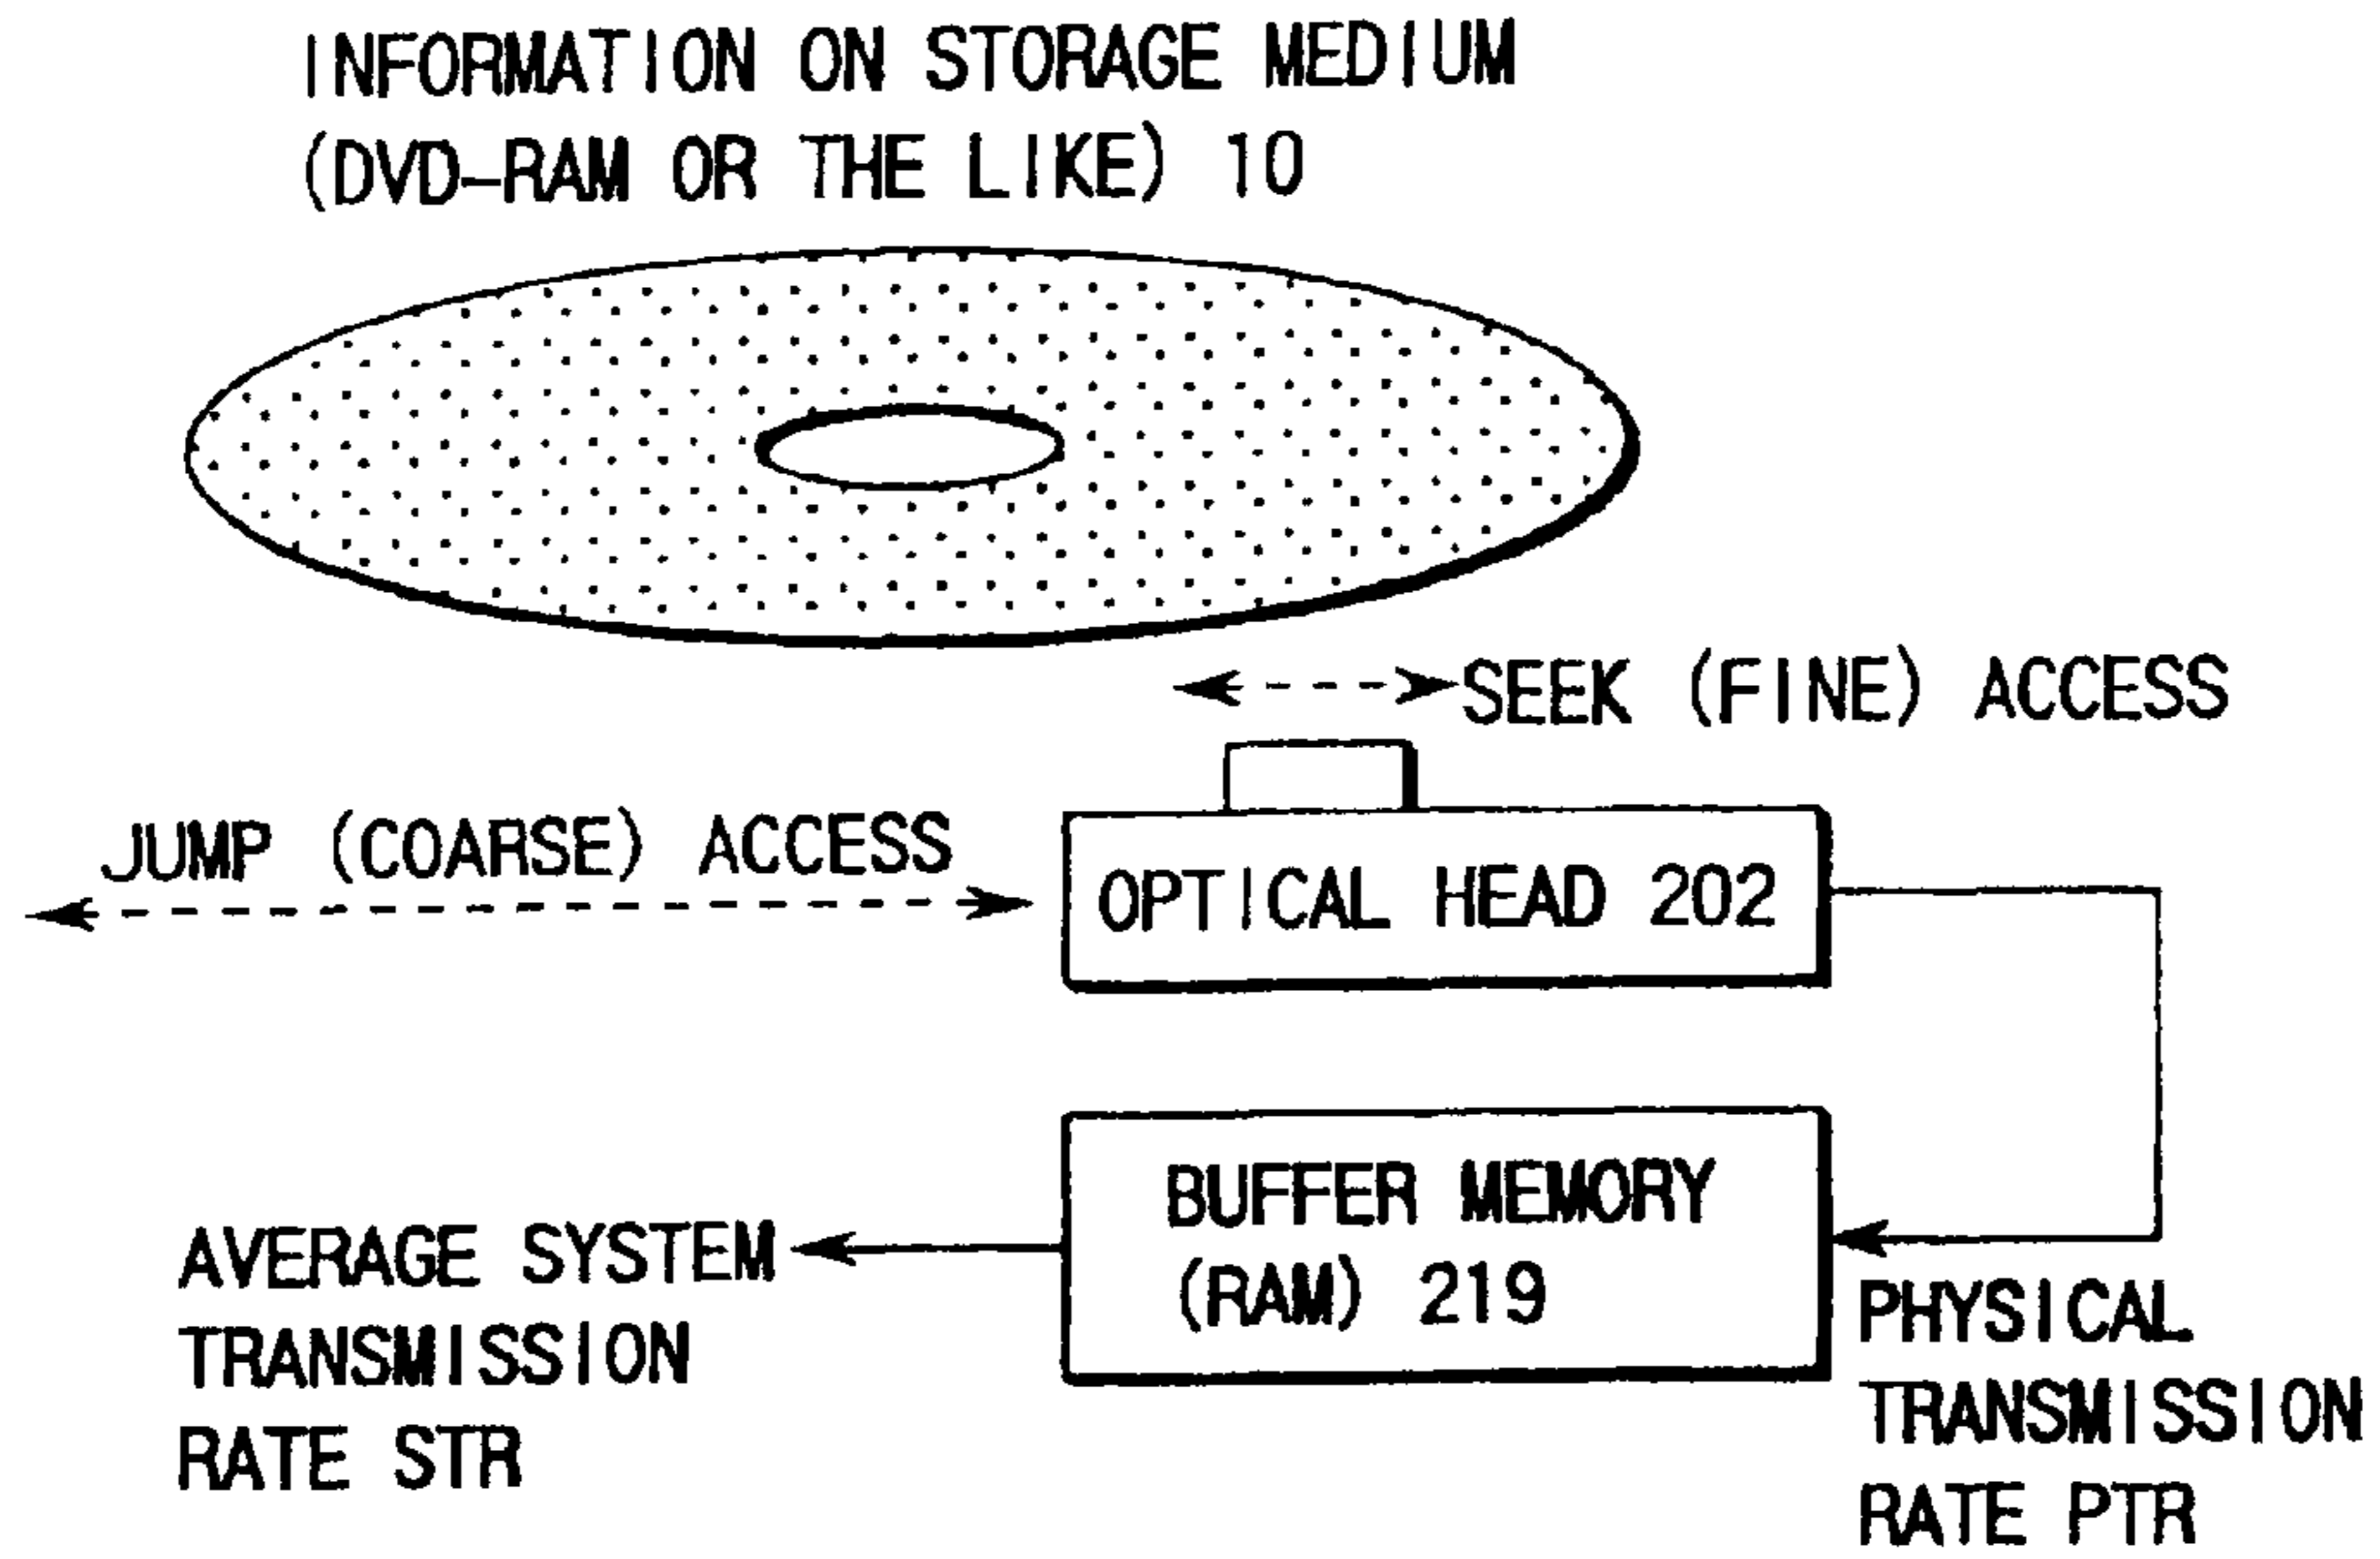 INFORMATION ON STORAGE MEDIUM
(DVD-RAM OR THE LIKE) 10
SEEK (FINE) ACCESS
JUMP (COARSE) ACCESS
OPTICAL HEAD 202
BUFFER MEMORY
(RAM) 219
AVERAGE SYSTEM
TRANSMISSION
RATE STR
PHYSICAL
TRANSMISSION
RATE PTR